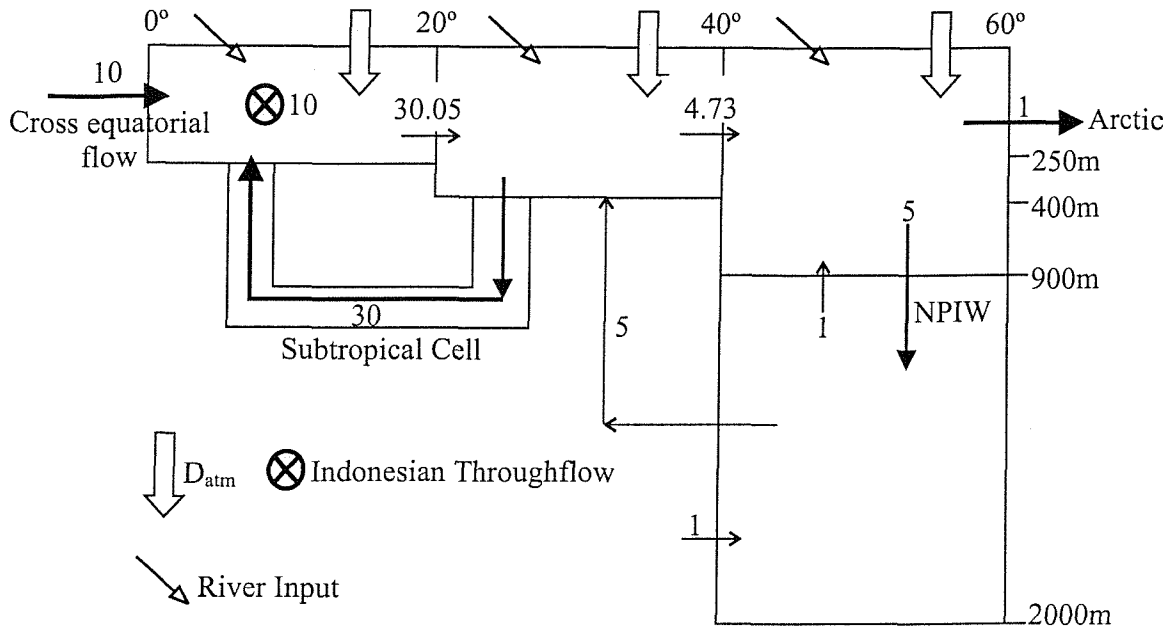 0º 20º 40º 60º
10
Cross equatorial
flow
10
30.05
4.73
1
Arctic
250m
400m
5
900m
NPIW
1
30
Subtropical Cell
5
Datm
Indonesian Throughflow
1
River Input
2000m